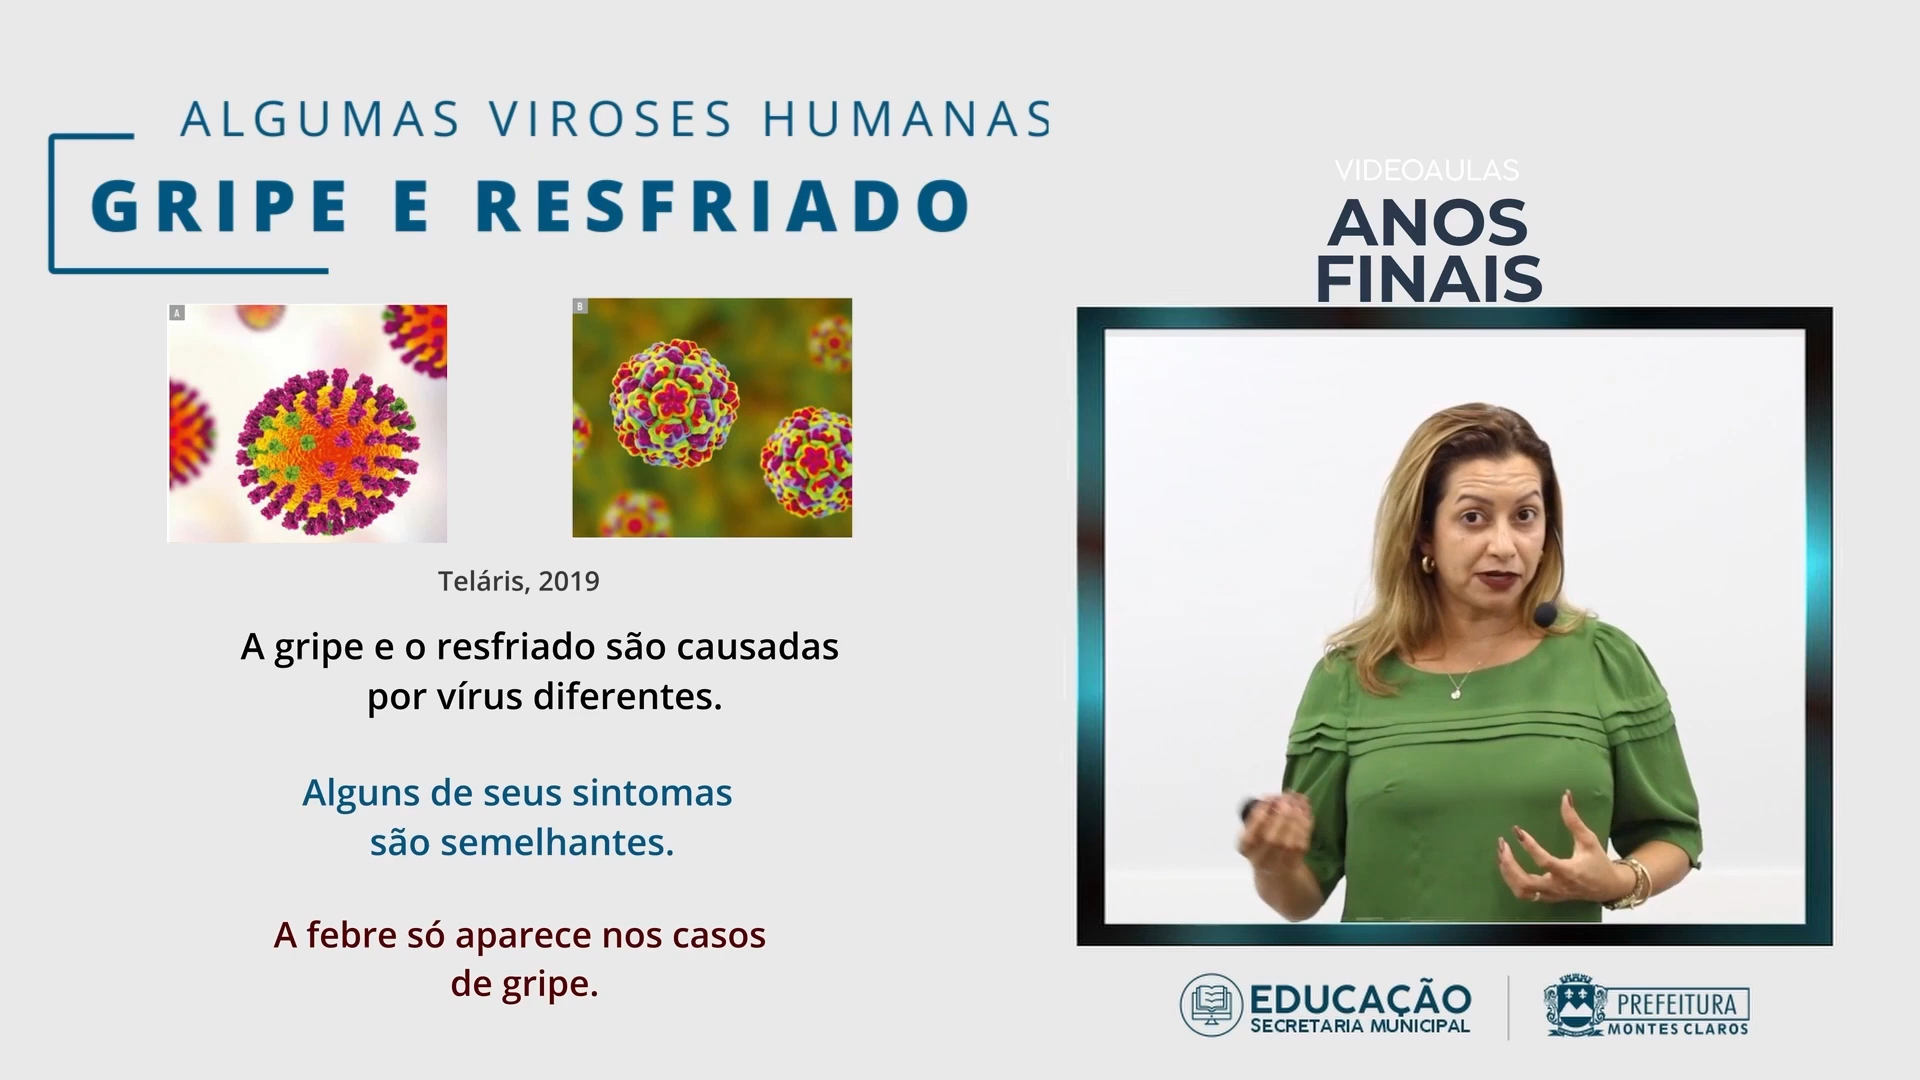 ALGUMAS VIROSES HUMANAS
GRIPE E RESFRIADO
A
B
Teláris, 2019
A gripe e o resfriado são causadas
por vírus diferentes.
Alguns de seus sintomas
são semelhantes.
A febre só aparece nos casos
de gripe.
VIDEOAULAS
ANOS
FINAIS
EDUCAÇÃO
SECRETARIA MUNICIPAL
PREFEITURA
MONTES CLAROS